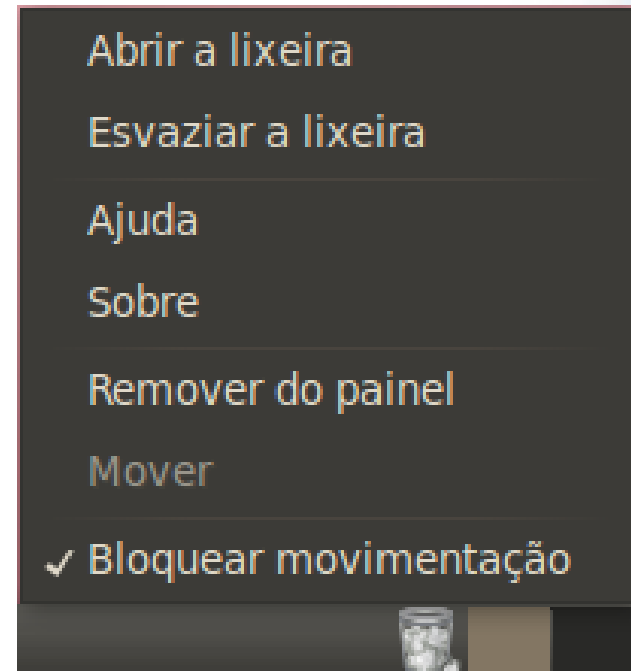 Abrir a lixeira
Esvaziar a lixeira
Ajuda
Sobre
Remover do painel
Mover
Bloquear movimentação